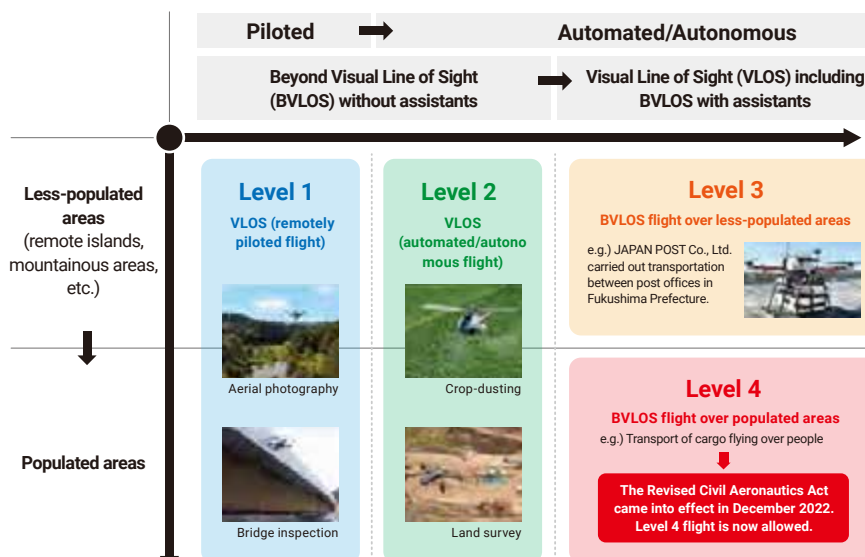 Piloted
Automated/Autonomous
Beyond Visual Line of Sight
(BVLOS) without assistants
Visual Line of Sight (VLOS) including
BVLOS with assistants
Less-populated
areas
(remote islands,
mountainous areas,
etc.)
Populated areas
Level 1
VLOS (remotely
piloted flight)
Aerial photography
Bridge inspection
Level 2
VLOS
(automated/autono
mous flight)
Crop-dusting
Land survey
Level 3
BVLOS flight over less-populated areas
e.g.) JAPAN POST Co., Ltd.
carried out transportation
between post offices in
Fukushima Prefecture.
Level 4
BVLOS flight over populated areas
e.g.) Transport of cargo flying over people
The Revised Civil Aeronautics Act
came into effect in December 2022.
Level 4 flight is now allowed.